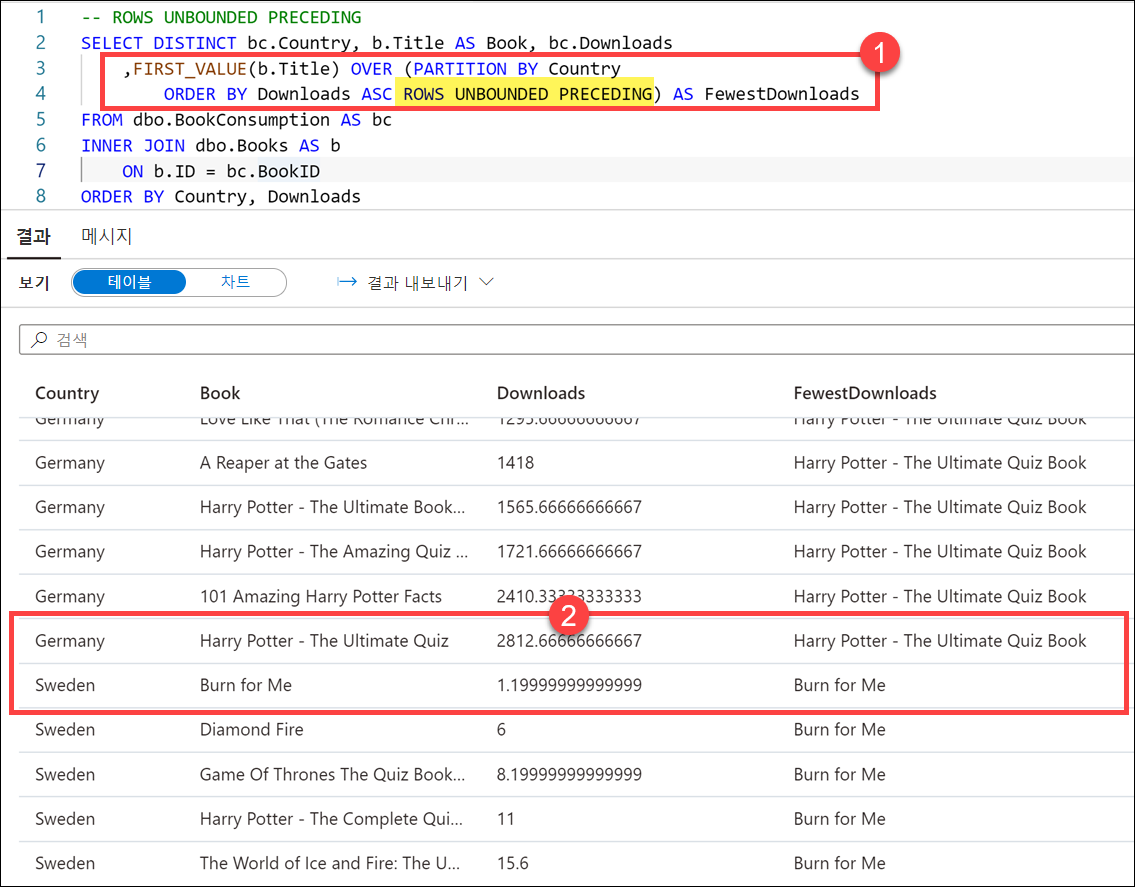 1 -- ROWS UNBOUNDED PRECEDING
2 SELECT DISTINCT bc.Country, b.Title AS Book, bc.Downloads
3 ,FIRST_VALUE(b.Title) OVER (PARTITION BY Country
4 ORDER BY Downloads ASC ROWS UNBOUNDED PRECEDING) AS FewestDownloads
5 FROM dbo.BookConsumption AS bc
6 INNER JOIN dbo.Books AS b
7 ON b.ID = bc.BookID
8 ORDER BY Country, Downloads
1
결과 메시지
보기 테이블 차트 결과 내보내기
검색
Country Book Downloads FewestDownloads
Germany Love Like That (The Romance Chr... 1295.66666666667 Harry Potter - The Ultimate Quiz Book
Germany A Reaper at the Gates 1418 Harry Potter - The Ultimate Quiz Book
Germany Harry Potter - The Ultimate Book... 1565.66666666667 Harry Potter - The Ultimate Quiz Book
Germany Harry Potter - The Amazing Quiz ... 1721.66666666667 Harry Potter - The Ultimate Quiz Book
Germany 101 Amazing Harry Potter Facts 2410.33333333333 Harry Potter - The Ultimate Quiz Book
2
Germany Harry Potter - The Ultimate Quiz 2812.66666666667 Harry Potter - The Ultimate Quiz Book
Sweden Burn for Me 1.19999999999999 Burn for Me
Sweden Diamond Fire 6 Burn for Me
Sweden Game Of Thrones The Quiz Book... 8.19999999999999 Burn for Me
Sweden Harry Potter - The Complete Qui... 11 Burn for Me
Sweden The World of Ice and Fire: The U... 15.6 Burn for Me